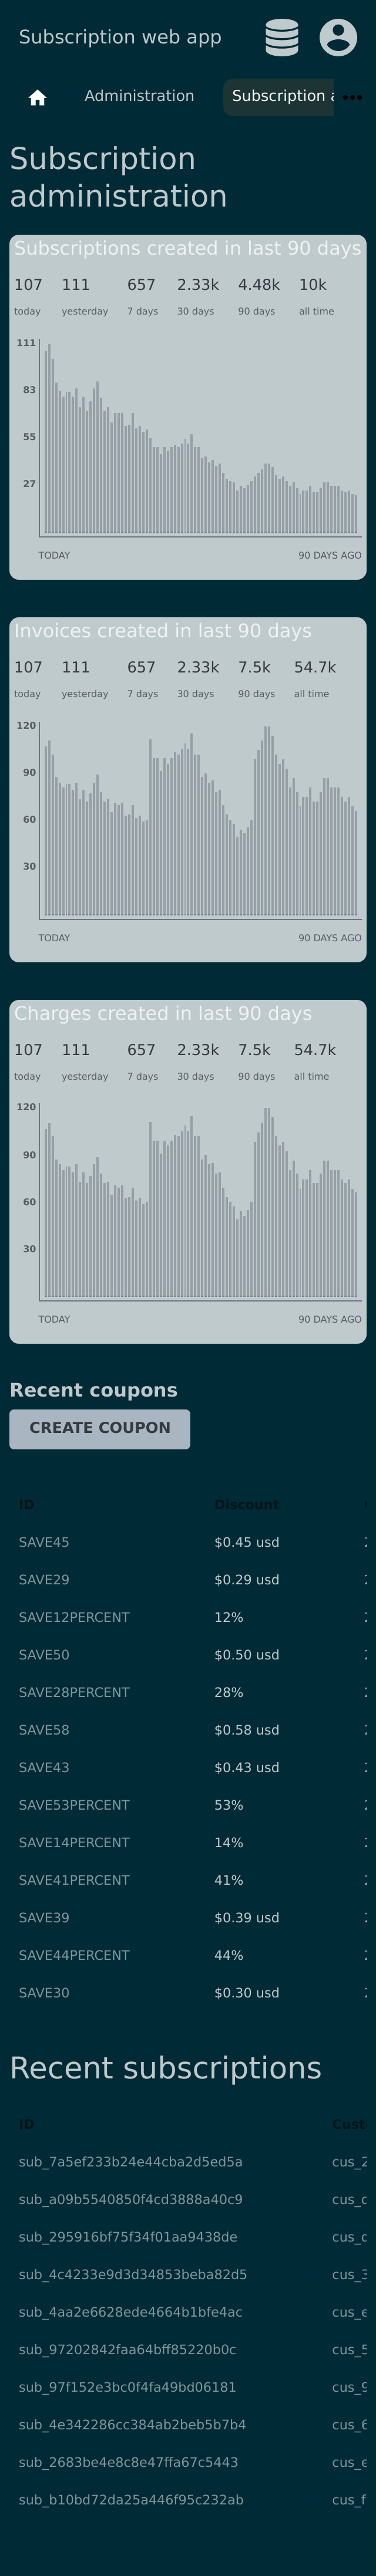 Subscription web app
Administration
Subscription a
Subscription
administration
Subscriptions created in last 90 days
107 111 657 2.33k 4.48k 10k
today yesterday 7 days 30 days 90 days all time
111
83
55
27
TODAY 90 DAYS AGO
Invoices created in last 90 days
107 111 657 2.33k 7.5k 54.7k
today yesterday 7 days 30 days 90 days all time
120
90
60
30
TODAY 90 DAYS AGO
Charges created in last 90 days
107 111 657 2.33k 7.5k 54.7k
today yesterday 7 days 30 days 90 days all time
120
90
60
30
TODAY 90 DAYS AGO
Recent coupons
CREATE COUPON
ID Discount
SAVE45 $0.45 usd
SAVE29 $0.29 usd
SAVE12PERCENT 12%
SAVE50 $0.50 usd
SAVE28PERCENT 28%
SAVE58 $0.58 usd
SAVE43 $0.43 usd
SAVE53PERCENT 53%
SAVE14PERCENT 14%
SAVE41PERCENT 41%
SAVE39 $0.39 usd
SAVE44PERCENT 44%
SAVE30 $0.30 usd
Recent subscriptions
ID Cust
sub_7a5ef233b24e44cba2d5ed5a cus_2
sub_a09b5540850f4cd3888a40c9
sub_295916bf75f34f01aa9438de
sub_4c4233e9d3d34853beba82d5 cus_3
sub_4aa2e6628ede4664b1bfe4ac cus_e
sub_97202842faa64bff85220b0c cus_5
sub_97f152e3bc0f4fa49bd06181 cus_9
sub_4e342286cc384ab2beb5b7b4 cus_6
sub_2683be4e8c8e47ffa67c5443 cus_e
sub_b10bd72da25a446f95c232ab cus_f